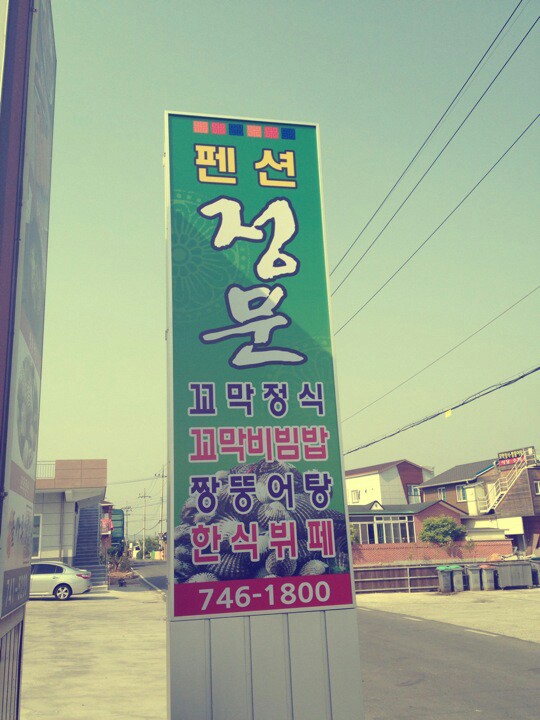 펜션
정문
꼬막정식
꼬막비빔밥
짱뚱어탕
한식뷔페
746-1800